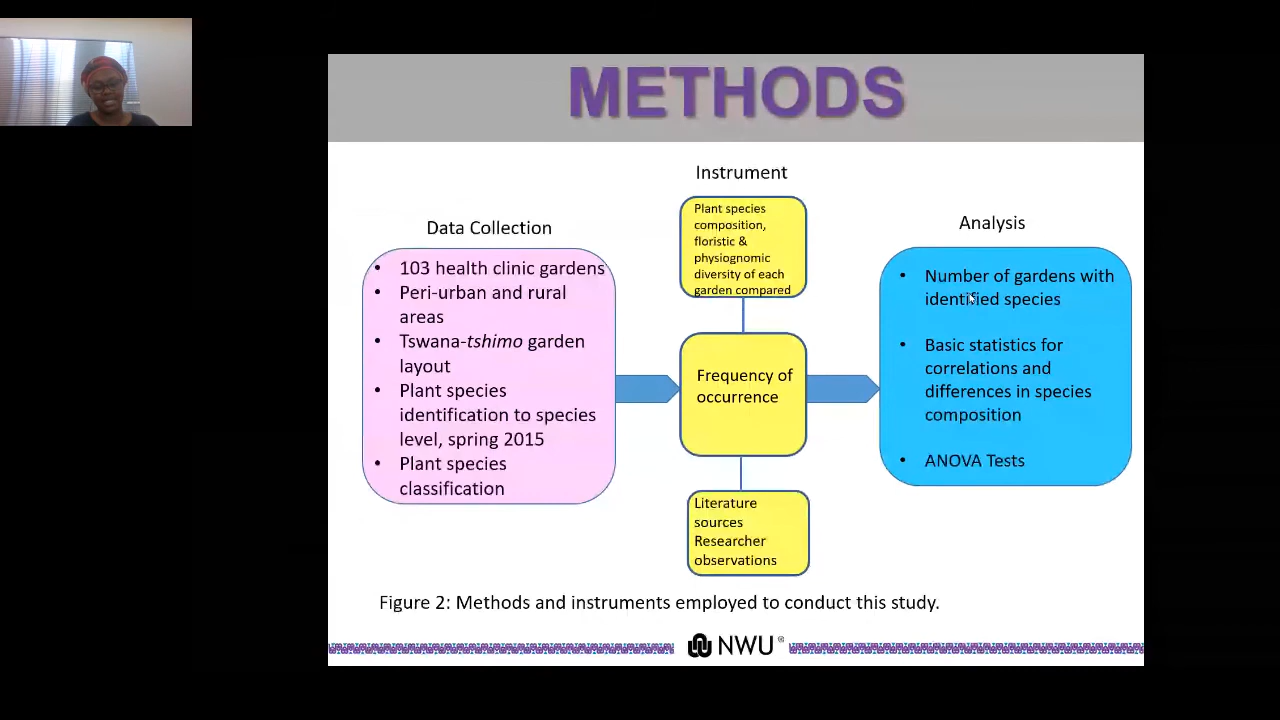 METHODS
Data Collection
• 103 health clinic gardens
• Peri-urban and rural
areas
• Tswana-tshimo garden
layout
• Plant species
identification to species
level, spring 2015
• Plant species
classification
Instrument
Plant species
composition,
floristic &
physiognomic
diversity of each
garden compared
Frequency of
occurrence
Literature
sources
Researcher
observations
Analysis
• Number of gardens with
identified species
• Basic statistics for
correlations and
differences in species
composition
• ANOVA Tests
Figure 2: Methods and instruments employed to conduct this study.
NWU®